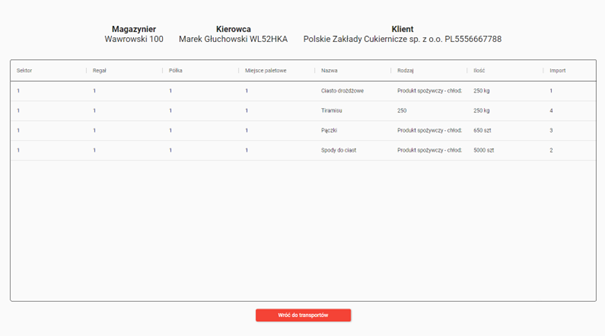 Magazynier Kierowca Klient
Wawrowski 100 Marek Głuchowski WL52HKA Polskie Zakłady Cukiernicze sp. z o.o. PL5556667788
Sektor Regał Półka Miejsce paletowe Nazwa Rodzaj Ilość Import
1 1 1 1 Ciasto drożdżowe Produkt spożywczy - chłod. 250 kg 1
1 1 1 1 Tiramisu 250 250 kg 4
1 1 1 1 Pączki Produkt spożywczy - chłod. 650 szt 3
1 1 1 1 Spody do ciast Produkt spożywczy - chłod. 5000 szt 2
Wróć do transportów